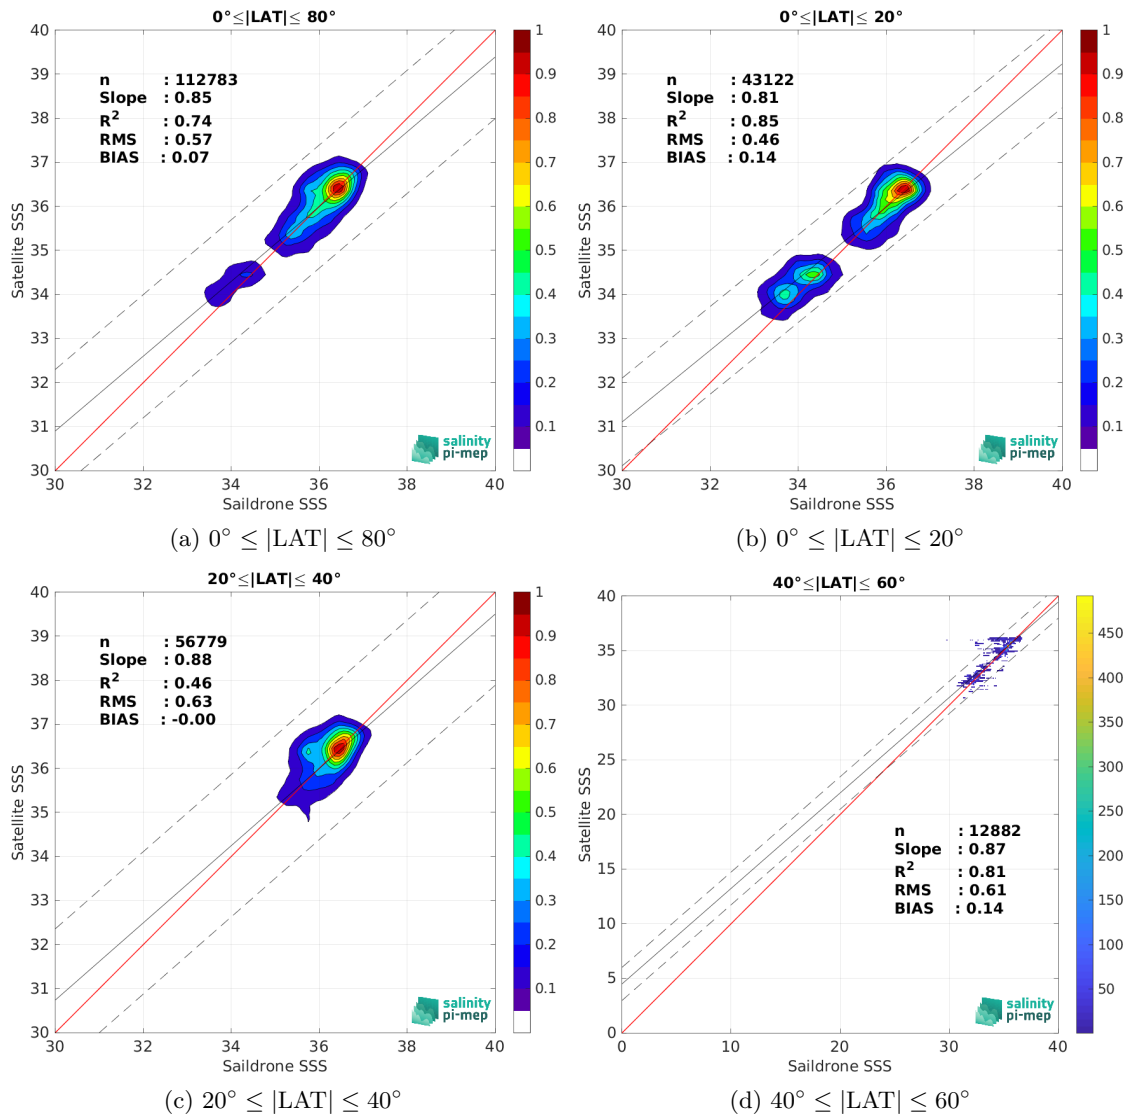 0°≤|LAT|≤ 80°
40
39
38
37
36
35
34
33
32
31
30
30 32 34 36 38 40
Satellite SSS
Saildrone SSS
n : 112783
Slope : 0.85
R² : 0.74
RMS : 0.57
BIAS : 0.07
1
0.9
0.8
0.7
0.6
0.5
0.4
0.3
0.2
0.1
salinity
pi-mep
(a) 0° ≤ |LAT| ≤ 80°
0°≤|LAT|≤ 20°
40
39
38
37
36
35
34
33
32
31
30
30 32 34 36 38 40
Satellite SSS
Saildrone SSS
n : 43122
Slope : 0.81
R² : 0.85
RMS : 0.46
BIAS : 0.14
1
0.9
0.8
0.7
0.6
0.5
0.4
0.3
0.2
0.1
salinity
pi-mep
(b) 0° ≤ |LAT| ≤ 20°
20°≤|LAT|≤ 40°
40
39
38
37
36
35
34
33
32
31
30
30 32 34 36 38 40
Satellite SSS
Saildrone SSS
n : 56779
Slope : 0.88
R² : 0.46
RMS : 0.63
BIAS : -0.00
1
0.9
0.8
0.7
0.6
0.5
0.4
0.3
0.2
0.1
salinity
pi-mep
(c) 20° ≤ |LAT| ≤ 40°
40°≤|LAT|≤ 60°
40
35
30
25
20
15
10
5
0
0 10 20 30 40
Satellite SSS
Saildrone SSS
n : 12882
Slope : 0.87
R² : 0.81
RMS : 0.61
BIAS : 0.14
450
400
350
300
250
200
150
100
50
salinity
pi-mep
(d) 40° ≤ |LAT| ≤ 60°